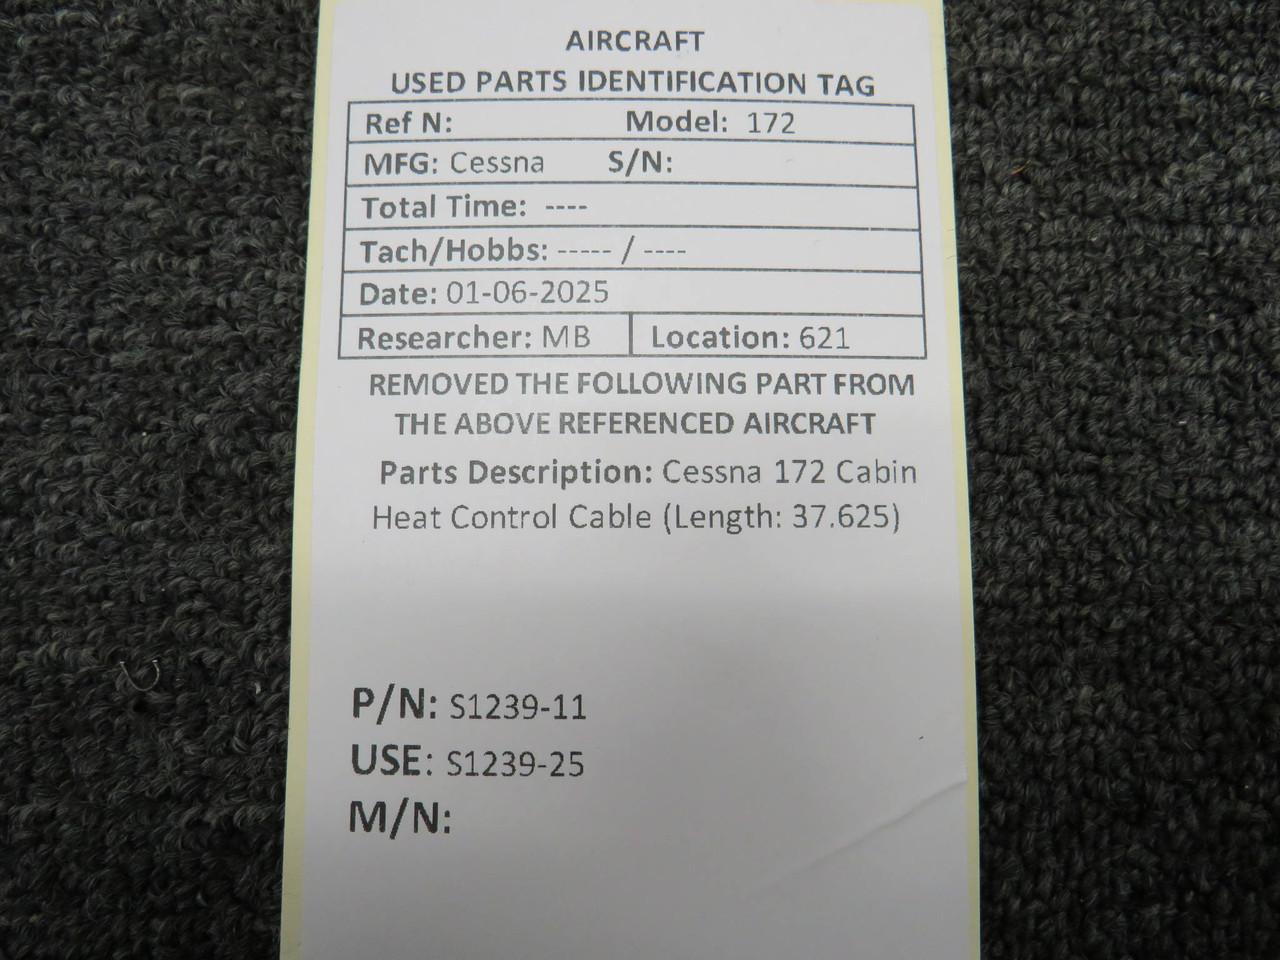 AIRCRAFT
USED PARTS IDENTIFICATION TAG
Ref N: Model: 172
MFG: Cessna S/N:
Total Time: ----
Tach/Hobbs: ----- / ----
Date: 01-06-2025
Researcher: MB Location: 621
REMOVED THE FOLLOWING PART FROM
THE ABOVE REFERENCED AIRCRAFT
Parts Description: Cessna 172 Cabin
Heat Control Cable (Length: 37.625)
P/N: S1239-11
USE: S1239-25
M/N: